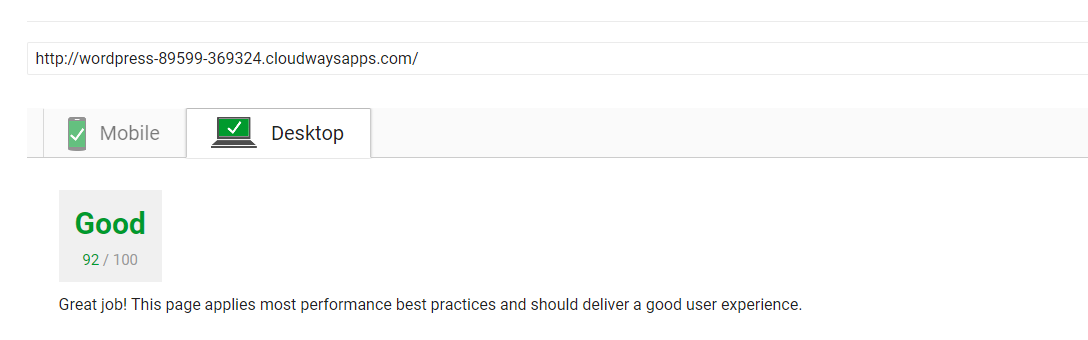 http://wordpress-89599-369324.cloudwaysapps.com/
Mobile
Desktop
Good
92 / 100
Great job! This page applies most performance best practices and should deliver a good user experience.